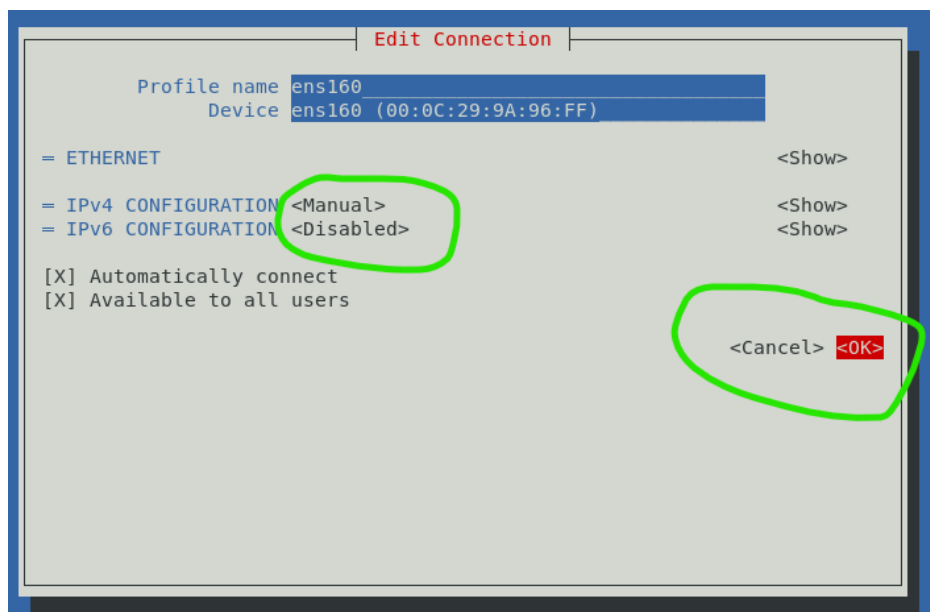 Edit Connection
Profile name ens160
Device ens160 (00:0C:29:9A:96:FF)
= ETHERNET <Show>
= IPv4 CONFIGURATION <Manual> <Show>
= IPv6 CONFIGURATION <Disabled> <Show>
[X] Automatically connect
[X] Available to all users
<Cancel> <OK>